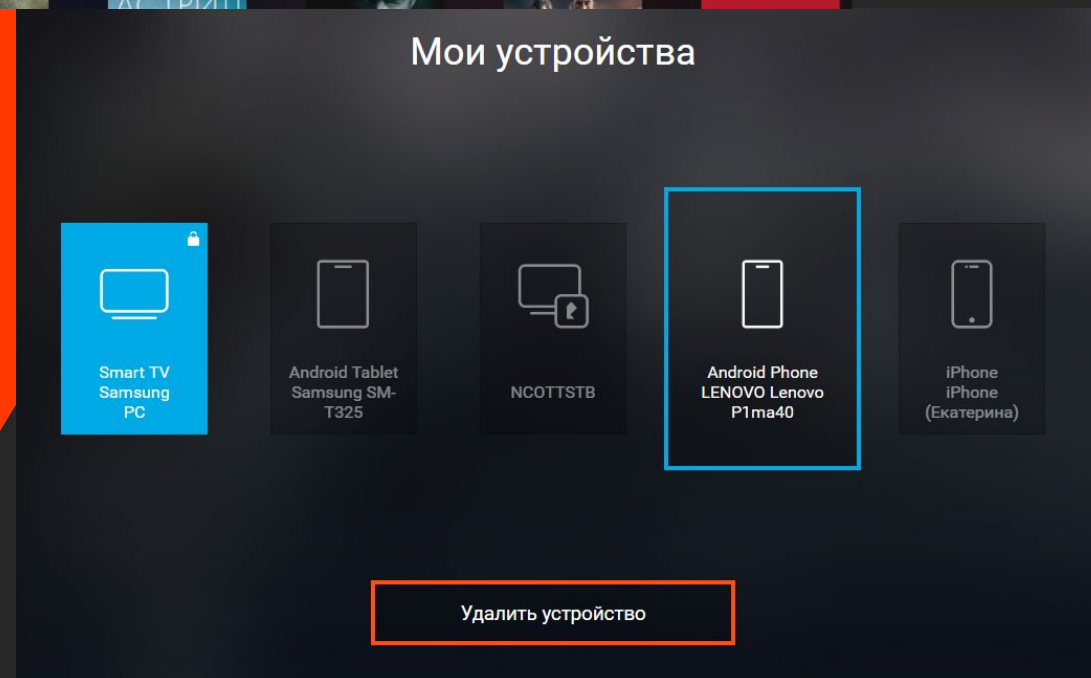 Мои устройства
Smart TV
Samsung
PC
Android Tablet
Samsung SM-
T325
NCOTTSTB
Android Phone
LENOVO Lenovo
P1ma40
iPhone
iPhone
(Екатерина)
Удалить устройство